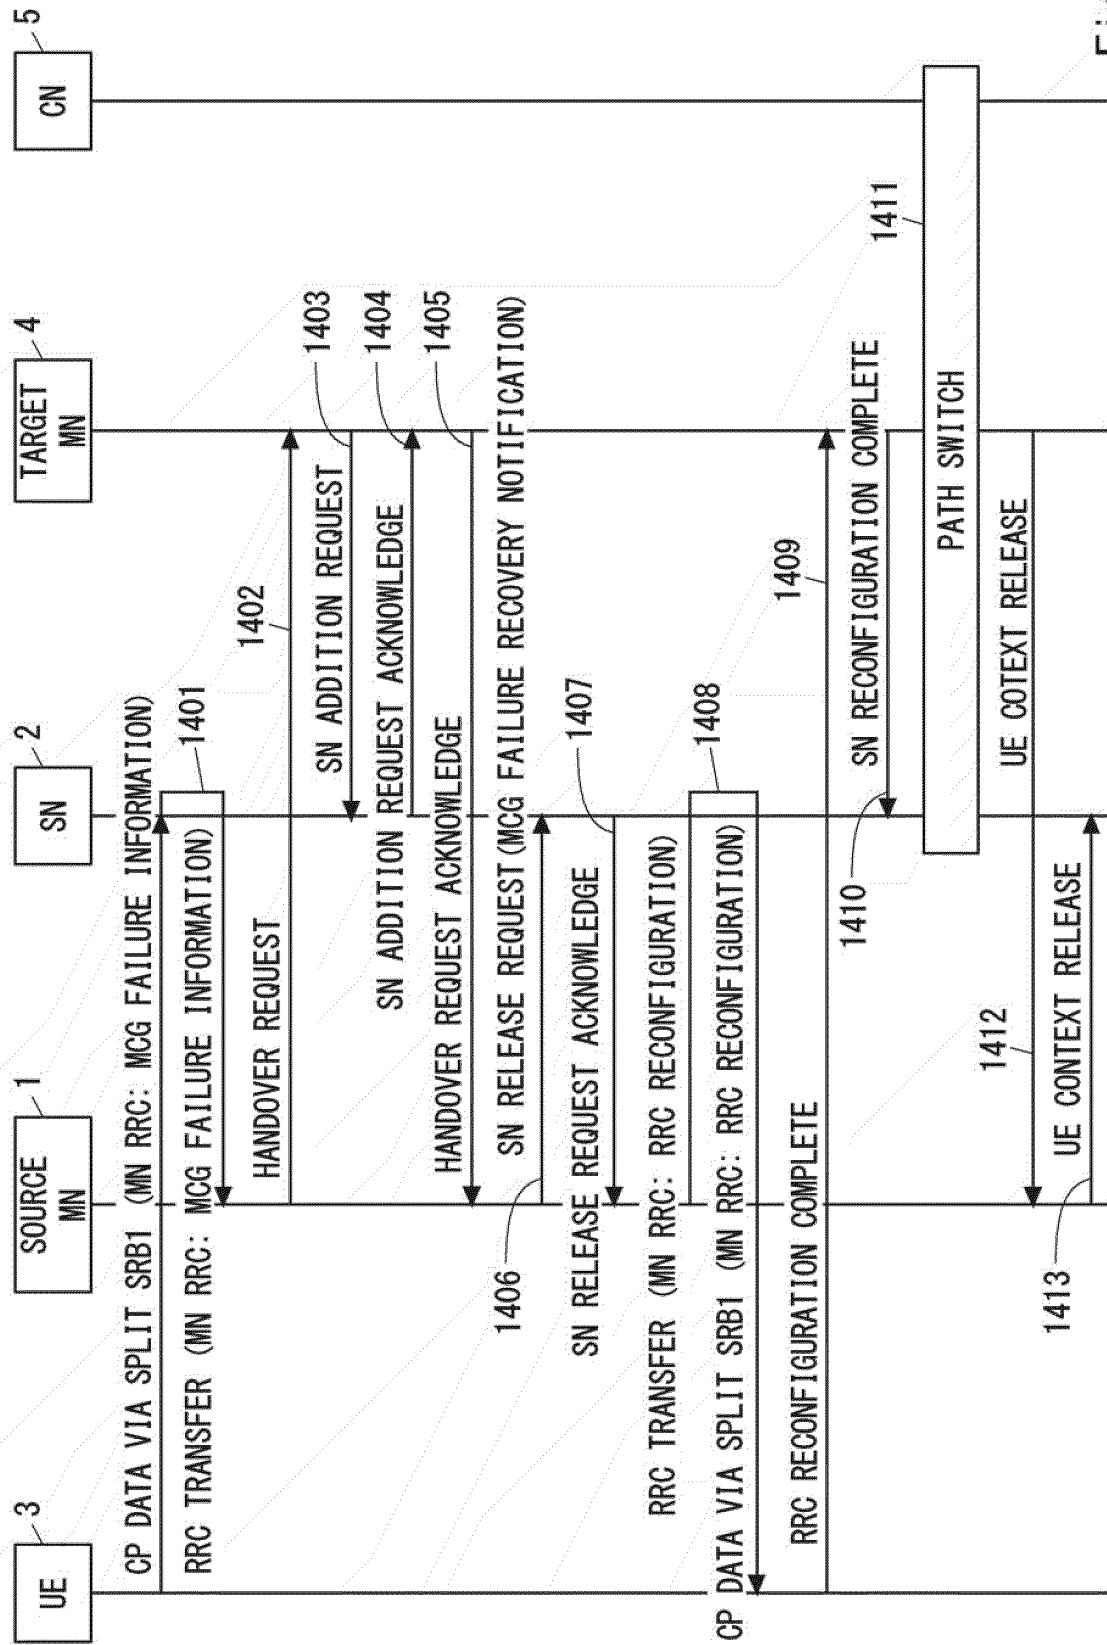 UE
3
SOURCE MN
1
SN
2
TARGET MN
4
CN
5
CP DATA VIA SPLIT SRB1 (MN RRC: MCG FAILURE INFORMATION)
RRC TRANSFER (MN RRC: MCG FAILURE INFORMATION)
1401
HANDOVER REQUEST
1402
SN ADDITION REQUEST
1403
SN ADDITION REQUEST ACKNOWLEDGE
1404
HANDOVER REQUEST ACKNOWLEDGE
1405
SN RELEASE REQUEST(MCG FAILURE RECOVERY NOTIFICATION)
1406
SN RELEASE REQUEST ACKNOWLEDGE
1407
RRC TRANSFER (MN RRC: RRC RECONFIGURATION)
1408
CP DATA VIA SPLIT SRB1 (MN RRC: RRC RECONFIGURATION)
RRC RECONFIGURATION COMPLETE
1409
SN RECONFIGURATION COMPLETE
1410
PATH SWITCH
1411
UE COTEXT RELEASE
1412
UE CONTEXT RELEASE
1413